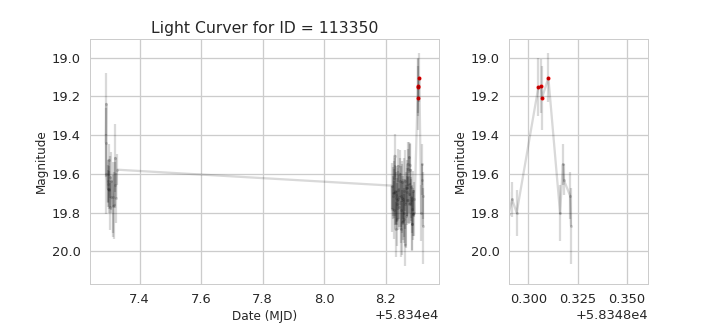 Light Curver for ID = 113350
Magnitude
19.0
19.2
19.4
19.6
19.8
20.0
7.4 7.6 7.8 8.0 8.2
Date (MJD)
+5.834e4
Magnitude
19.0
19.2
19.4
19.6
19.8
20.0
0.300 0.325 0.350
+5.8348e4